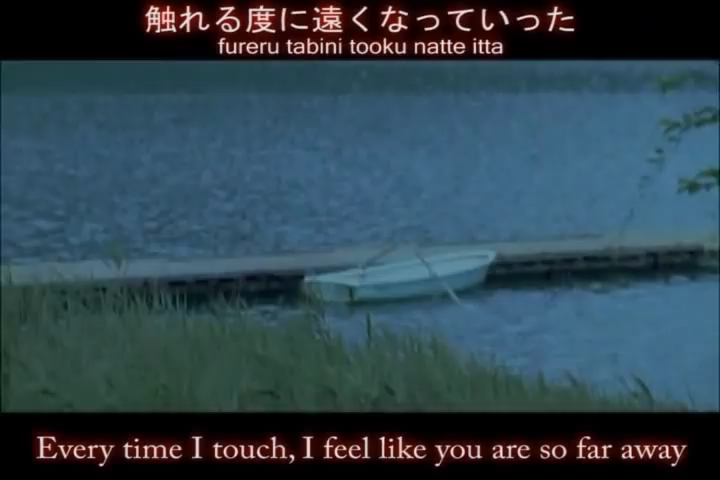 触れる度に遠くなっていった
fureru tabini tooku natte itta
Every time I touch, I feel like you are so far away